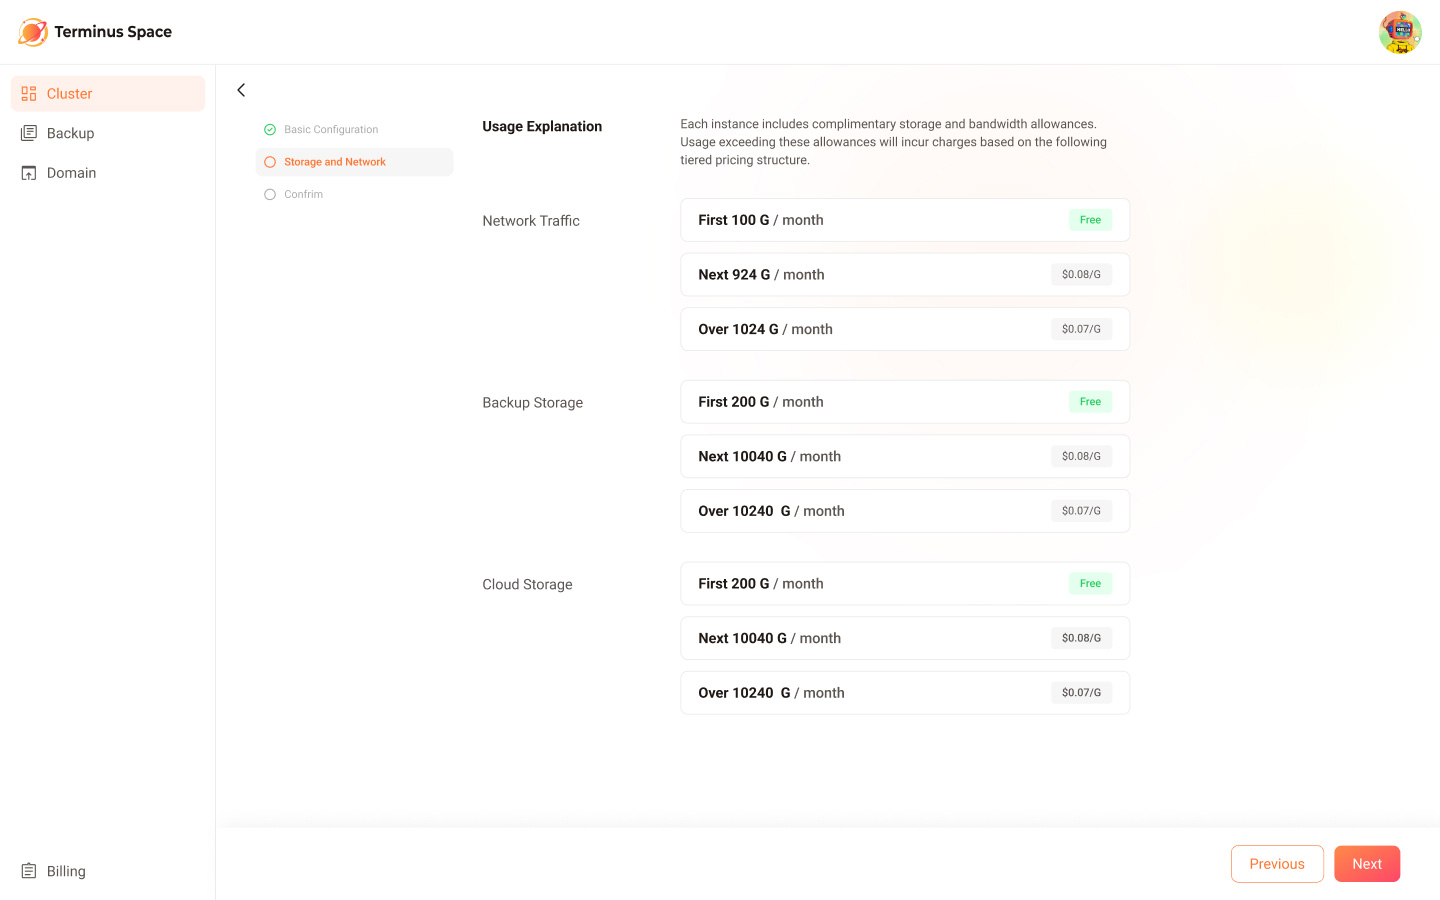 Terminus Space
Cluster
Backup
Domain
Billing
Basic Configuration
Storage and Network
Confrim
Usage Explanation
Each instance includes complimentary storage and bandwidth allowances.
Usage exceeding these allowances will incur charges based on the following
tiered pricing structure.
Network Traffic
First 100 G / month Free
Next 924 G / month $0.08/G
Over 1024 G / month $0.07/G
Backup Storage
First 200 G / month Free
Next 10040 G / month $0.08/G
Over 10240 G / month $0.07/G
Cloud Storage
First 200 G / month Free
Next 10040 G / month $0.08/G
Over 10240 G / month $0.07/G
Previous Next